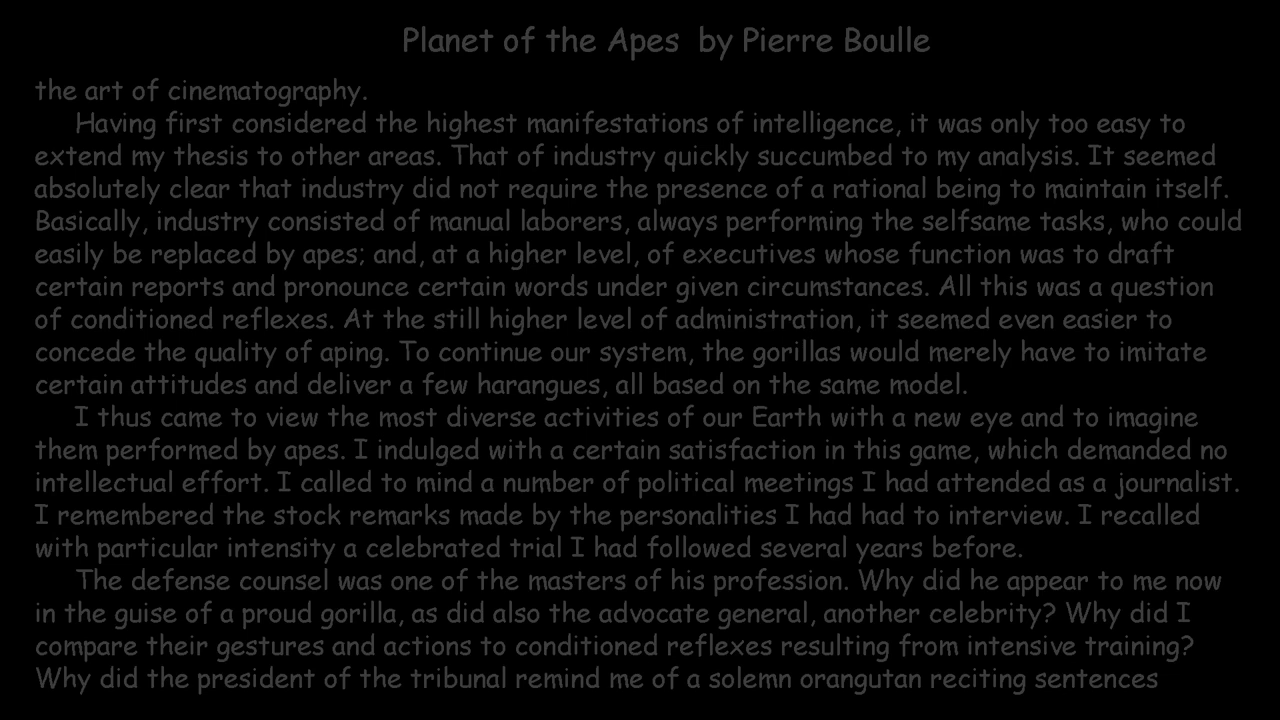 Planet of the Apes  by Pierre Boulle
the art of cinematography.
Having first considered the highest manifestations of intelligence, it was only too easy to
extend my thesis to other areas. That of industry quickly succumbed to my analysis. It seemed
absolutely clear that industry did not require the presence of a rational being to maintain itself.
Basically, industry consisted of manual laborers, always performing the selfsame tasks, who could
easily be replaced by apes; and, at a higher level, of executives whose function was to draft
certain reports and pronounce certain words under given circumstances. All this was a question
of conditioned reflexes. At the still higher level of administration, it seemed even easier to
concede the quality of aping. To continue our system, the gorillas would merely have to imitate
certain attitudes and deliver a few harangues, all based on the same model.
I thus came to view the most diverse activities of our Earth with a new eye and to imagine
them performed by apes. I indulged with a certain satisfaction in this game, which demanded no
intellectual effort. I called to mind a number of political meetings I had attended as a journalist.
I remembered the stock remarks made by the personalities I had had to interview. I recalled
with particular intensity a celebrated trial I had followed several years before.
The defense counsel was one of the masters of his profession. Why did he appear to me now
in the guise of a proud gorilla, as did also the advocate general, another celebrity? Why did I
compare their gestures and actions to conditioned reflexes resulting from intensive training?
Why did the president of the tribunal remind me of a solemn orangutan reciting sentences